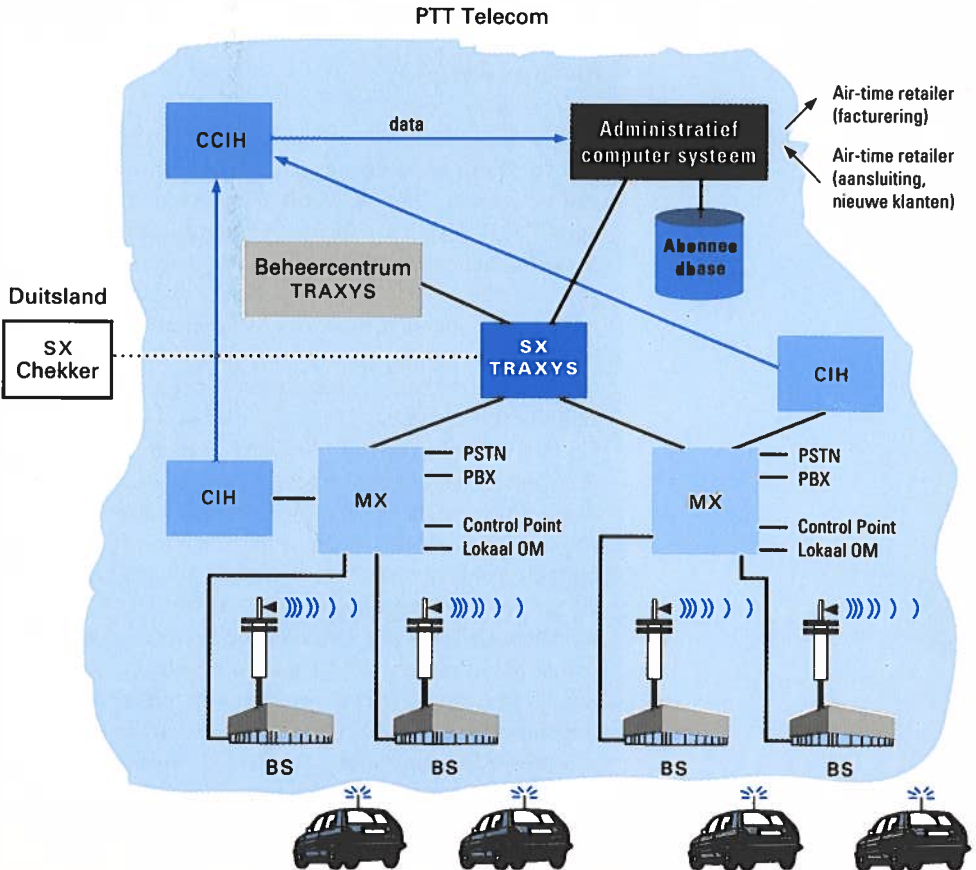 PTT Telecom
CCIH
data
Administratief
computer systeem
Air-time retailer
(facturering)
Air-time retailer
(aansluiting,
nieuwe klanten)
Abonnee
dbase
Beheercentrum
TRAXYS
Duitsland
SX
Chekker
SX
TRAXYS
CIH
CIH
MX
PSTN
PBX
Control Point
Lokaal OM
MX
PSTN
PBX
Control Point
Lokaal OM
BS
BS
BS
BS